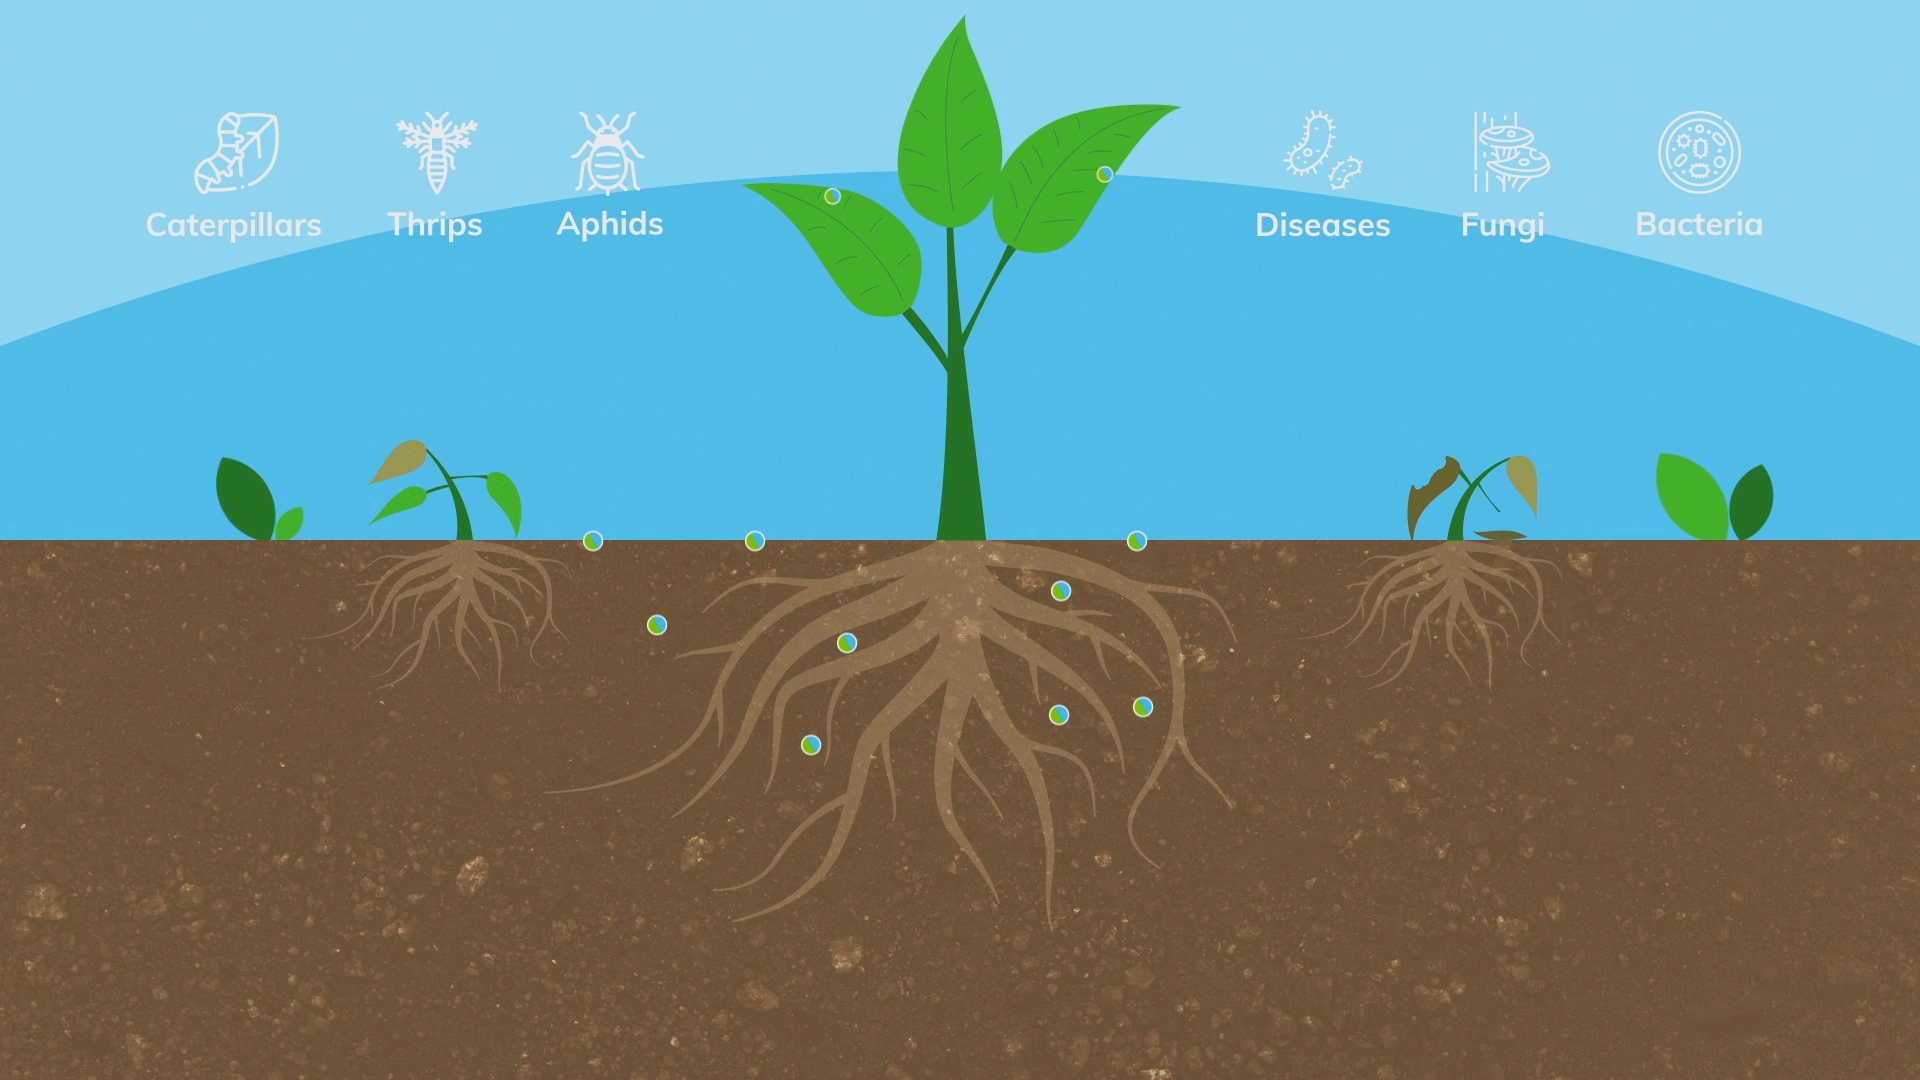 Caterpillars
Thrips
Aphids
Diseases
Fungi
Bacteria